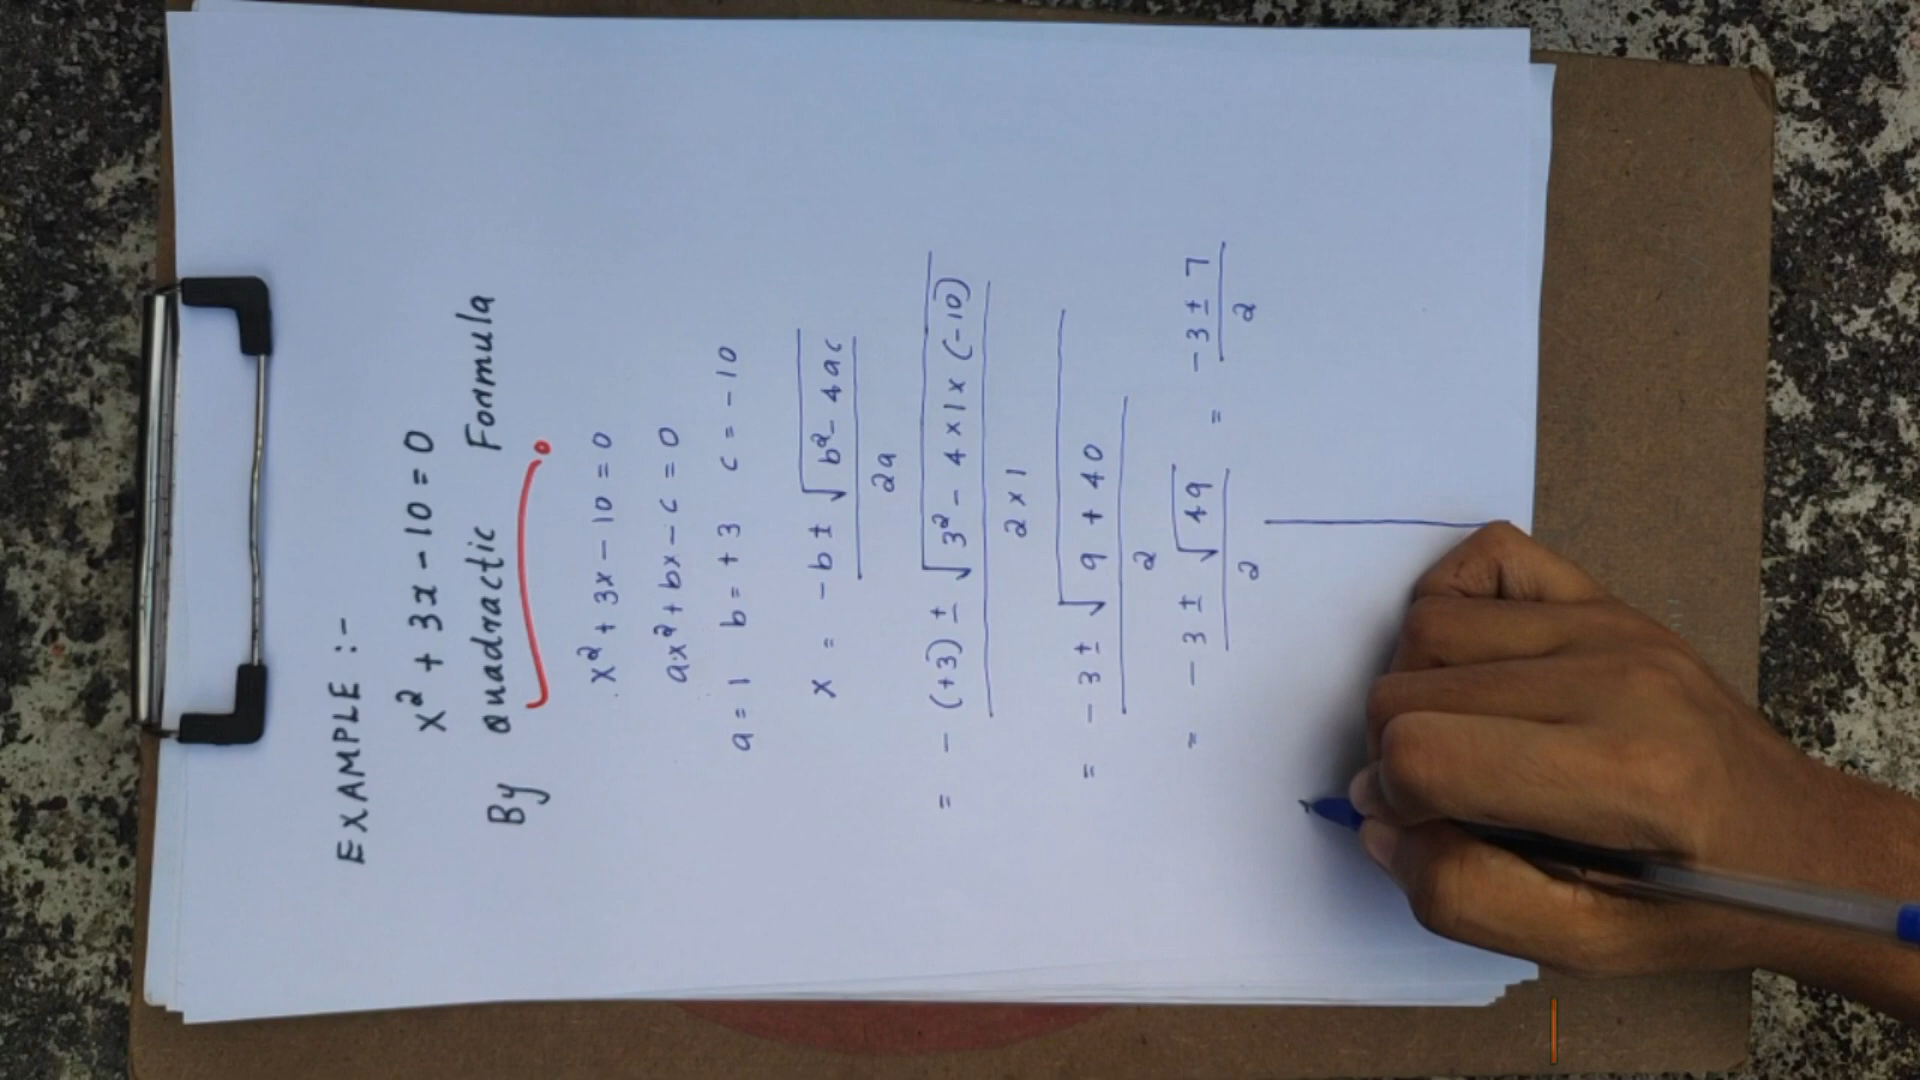 EXAMPLE :-
x² + 3x - 10 = 0
By quadractic Formula
x² + 3x - 10 = 0
ax² + bx - c = 0
a = 1 b = + 3 c = - 10
x = -b ± √b² - 4ac
2a
= - (+3) ± √3² - 4 × 1 × (-10)
2 × 1
= - 3 ± √9 + 40
2
= - 3 ± √49 = - 3 ± 7
2 2